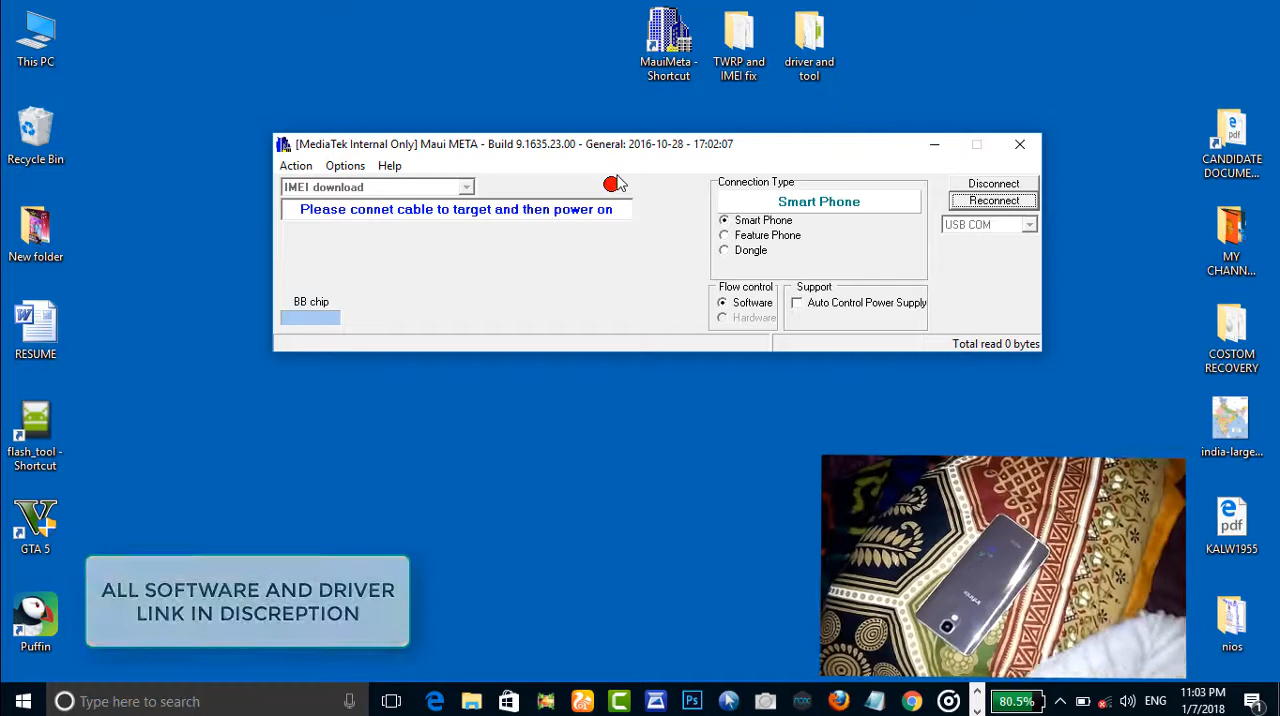 This PC
MauiMeta -
Shortcut
TWRP and
IMEI fix
driver and
tool
Recycle Bin
New folder
RESUME
flash_tool -
Shortcut
GTA 5
Puffin
[MediaTek Internal Only] Maui META - Build 9.1635.23.00 - General: 2016-10-28 - 17:02:07
Action Options Help
IMEI download
Please connet cable to target and then power on
BB chip
Connection Type
Smart Phone
Smart Phone
Feature Phone
Dongle
Flow control
Software
Hardware
Support
Auto Control Power Supply
Disconnect
Reconnect
USB COM
Total read 0 bytes
CANDIDATE
DOCUME...
MY
CHANN...
COSTOM
RECOVERY
india-large...
pdf
KALW1955
nios
ALL SOFTWARE AND DRIVER
LINK IN DISCREPTION
Infinix
Type here to search
80.5%
ENG
11:03 PM
1/7/2018